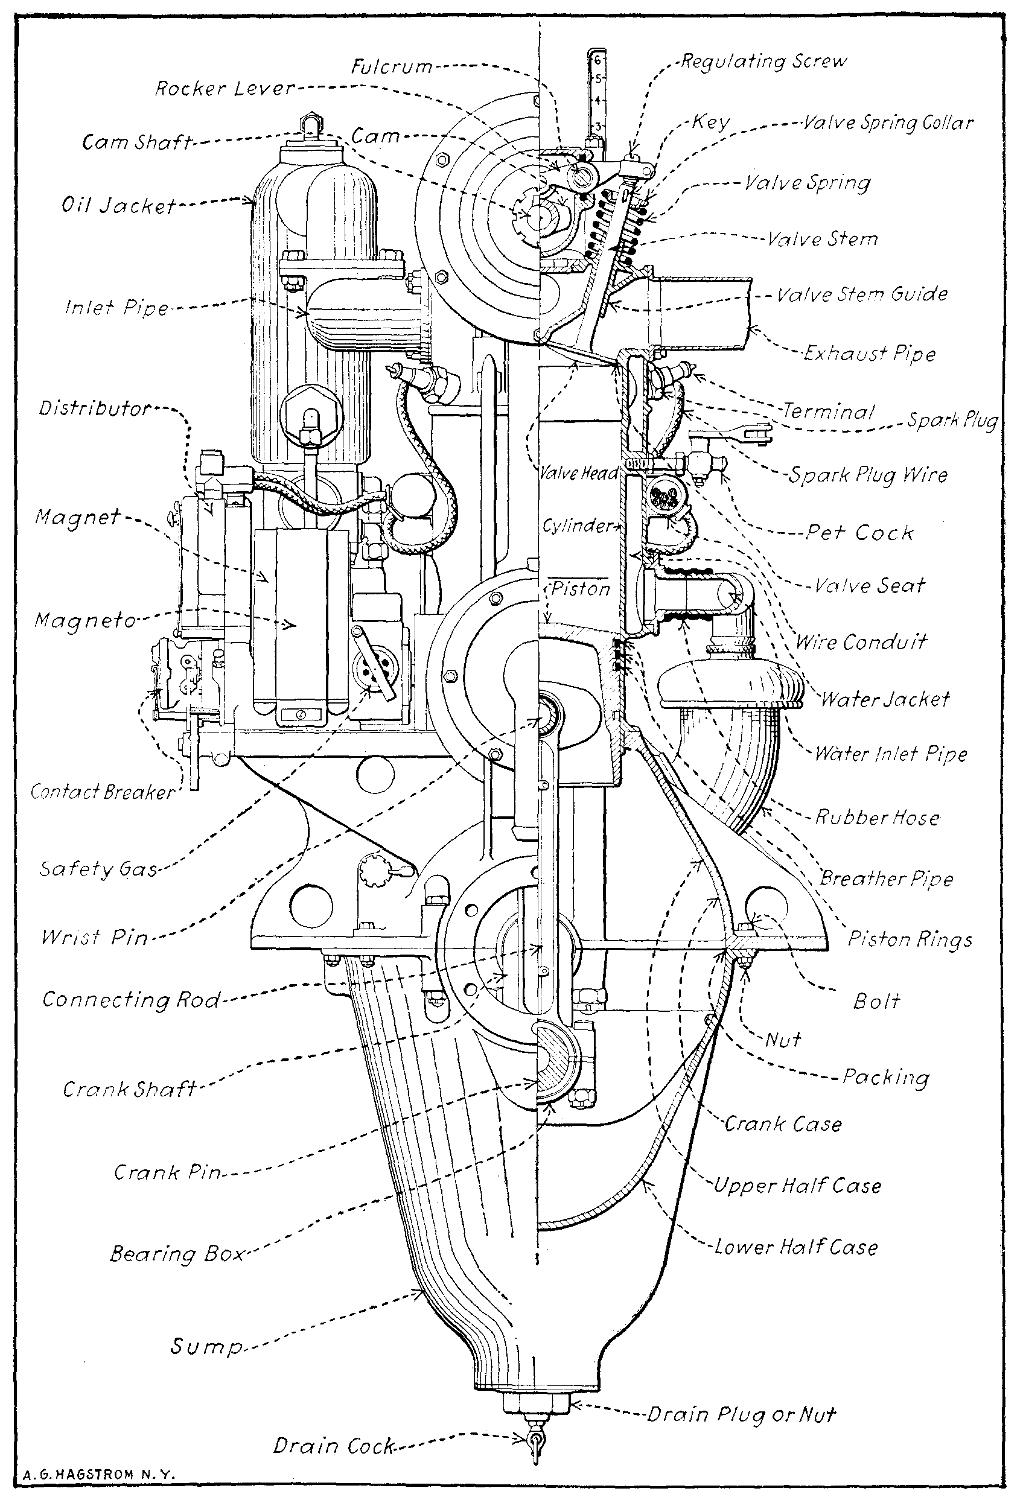 Fulcrum
Rocker Lever
Cam Shaft
Cam
Oil Jacket
Inlet Pipe
Distributor
Magnet
Magneto
Contact Breaker
Safety Gas
Wrist Pin
Connecting Rod
Crank Shaft
Crank Pin
Bearing Box
Sump
Drain Cock
6
5
4
3
Regulating Screw
Key
Valve Spring Collar
Valve Spring
Valve Stem
Valve Stem Guide
Exhaust Pipe
Terminal
Spark Plug
Valve Head
Spark Plug Wire
Cylinder
Pet Cock
Piston
Valve Seat
Wire Conduit
Water Jacket
Water Inlet Pipe
Rubber Hose
Breather Pipe
Piston Rings
Bolt
Nut
Packing
Crank Case
Upper Half Case
Lower Half Case
Drain Plug or Nut
A.G. HAGSTROM N.Y.